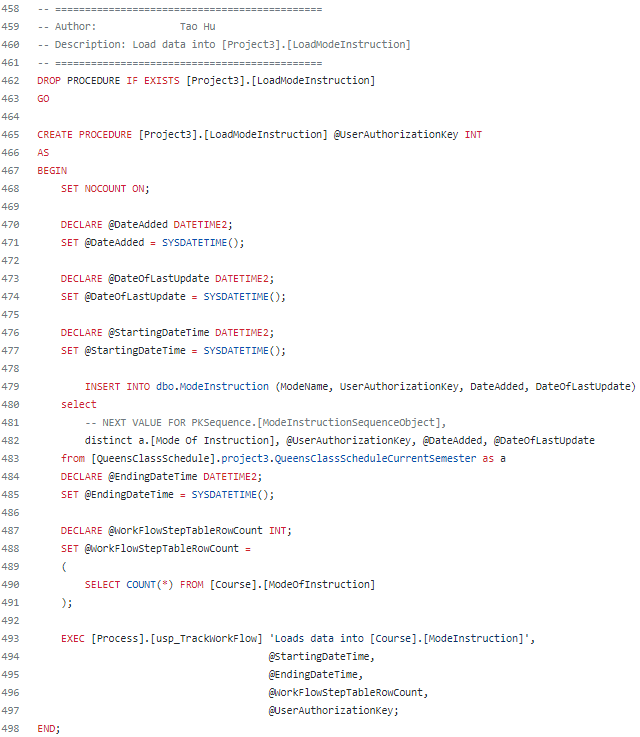 458 -- =============================================
459 -- Author: Tao Hu
460 -- Description: Load data into [Project3].[LoadModeInstruction]
461 -- =============================================
462 DROP PROCEDURE IF EXISTS [Project3].[LoadModeInstruction]
463 GO
464
465 CREATE PROCEDURE [Project3].[LoadModeInstruction] @UserAuthorizationKey INT
466 AS
467 BEGIN
468 SET NOCOUNT ON;
469
470 DECLARE @DateAdded DATETIME2;
471 SET @DateAdded = SYSDATETIME();
472
473 DECLARE @DateOfLastUpdate DATETIME2;
474 SET @DateOfLastUpdate = SYSDATETIME();
475
476 DECLARE @StartingDateTime DATETIME2;
477 SET @StartingDateTime = SYSDATETIME();
478
479 INSERT INTO dbo.ModeInstruction (ModeName, UserAuthorizationKey, DateAdded, DateOfLastUpdate)
480 select
481 -- NEXT VALUE FOR PKSequence.[ModeInstructionSequenceObject],
482 distinct a.[Mode Of Instruction], @UserAuthorizationKey, @DateAdded, @DateOfLastUpdate
483 from [QueensClassSchedule].project3.QueensClassScheduleCurrentSemester as a
484 DECLARE @EndingDateTime DATETIME2;
485 SET @EndingDateTime = SYSDATETIME();
486
487 DECLARE @WorkFlowStepTableRowCount INT;
488 SET @WorkFlowStepTableRowCount =
489 (
490 SELECT COUNT(*) FROM [Course].[ModeOfInstruction]
491 );
492
493 EXEC [Process].[usp_TrackWorkFlow] 'Loads data into [Course].[ModeInstruction]',
494 @StartingDateTime,
495 @EndingDateTime,
496 @WorkFlowStepTableRowCount,
497 @UserAuthorizationKey;
498 END;